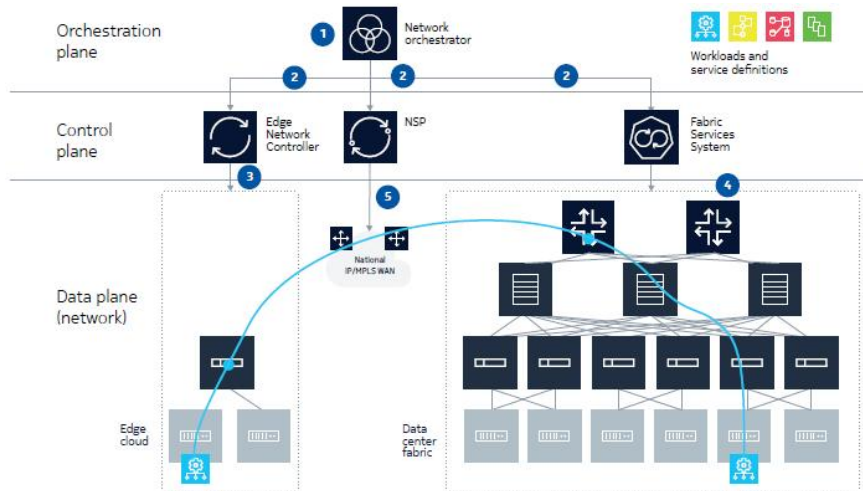 Orchestration
plane
1
Network
orchestrator
Workloads and
service definitions
2
2
2
Control
plane
Edge
Network
Controller
NSP
Fabric
Services
System
3
5
4
National
IP/MPLS WAN
Data plane
(network)
Edge
cloud
Data
center
fabric